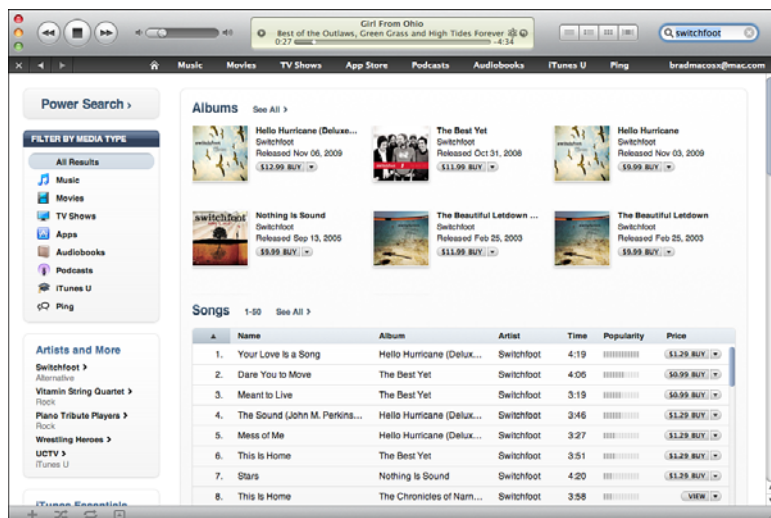 Girl From Ohio
Best of the Outlaws, Green Grass and High Tides Forever
0:27 -4:34
switchfoot
Music Movies TV Shows App Store Podcasts Audiobooks iTunes U Ping bradmacosx@mac.com
Power Search ›
FILTER BY MEDIA TYPE
All Results
Music
Movies
TV Shows
Apps
Audiobooks
Podcasts
iTunes U
Ping
Artists and More
Switchfoot >
Alternative
Vitamin String Quartet >
Rock
Piano Tribute Players >
Rock
Wrestling Heroes >
UCTV >
iTunes U
iTunes Essentials
Albums See All >
Hello Hurricane (Deluxe...
Switchfoot
Released Nov 06, 2009
$12.99 BUY
The Best Yet
Switchfoot
Released Oct 31, 2008
$11.99 BUY
Hello Hurricane
Switchfoot
Released Nov 03, 2009
$9.99 BUY
switchfoot
Nothing Is Sound
Switchfoot
Released Sep 13, 2005
$9.99 BUY
The Beautiful Letdown ...
Switchfoot
Released Feb 25, 2003
$11.99 BUY
The Beautiful Letdown
Switchfoot
Released Feb 25, 2003
$9.99 BUY
Songs 1-50 See All >
Name Album Artist Time Popularity Price
1. Your Love Is a Song Hello Hurricane (Delux... Switchfoot 4:19 $1.29 BUY
2. Dare You to Move The Best Yet Switchfoot 4:06 $0.99 BUY
3. Meant to Live The Best Yet Switchfoot 3:19 $0.99 BUY
4. The Sound (John M. Perkins... Hello Hurricane (Delux... Switchfoot 3:46 $1.29 BUY
5. Mess of Me Hello Hurricane (Delux... Switchfoot 3:27 $1.29 BUY
6. This Is Home The Best Yet Switchfoot 3:51 $1.29 BUY
7. Stars Nothing Is Sound Switchfoot 4:20 $1.29 BUY
8. This Is Home The Chronicles of Narn... Switchfoot 3:58 VIEW